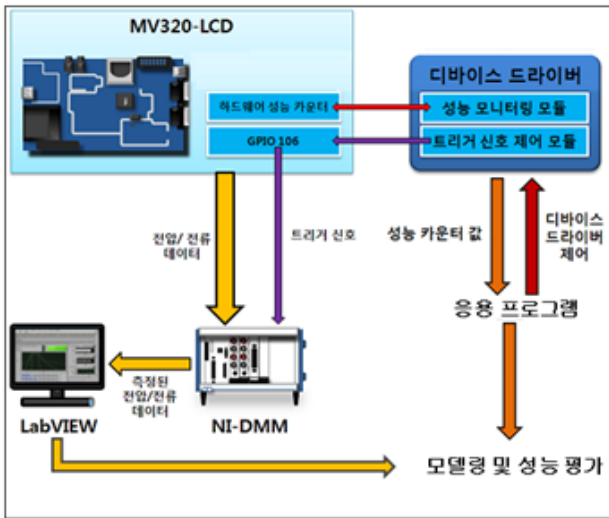 MV320-LCD
하드웨어 성능 카운터
GPIO 106
디바이스 드라이버
성능 모니터링 모듈
트리거 신호 제어 모듈
전압/ 전류
데이터
트리거 신호
성능 카운터 값
디바이스
드라이버
제어
응용 프로그램
측정된
전압/전류
데이터
LabVIEW
NI-DMM
모델링 및 성능 평가